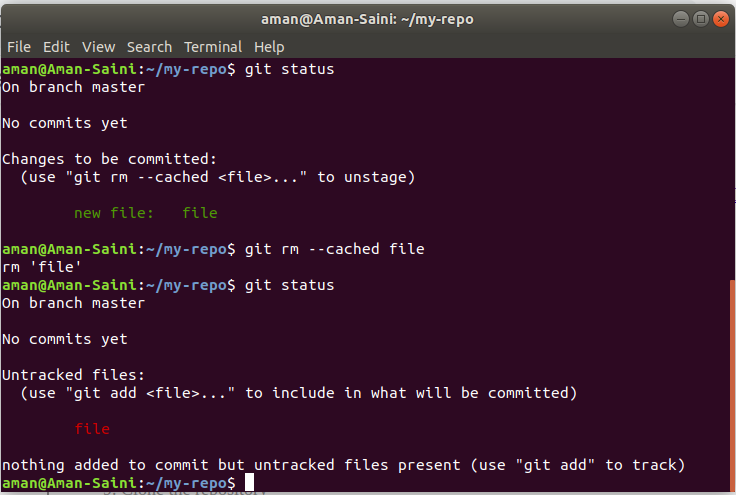 aman@Aman-Saini: ~/my-repo
File Edit View Search Terminal Help
aman@Aman-Saini:~/my-repo$ git status
On branch master
No commits yet
Changes to be committed:
  (use "git rm --cached <file>..." to unstage)
        new file:   file
aman@Aman-Saini:~/my-repo$ git rm --cached file
rm 'file'
aman@Aman-Saini:~/my-repo$ git status
On branch master
No commits yet
Untracked files:
  (use "git add <file>..." to include in what will be committed)
        file
nothing added to commit but untracked files present (use "git add" to track)
aman@Aman-Saini:~/my-repo$